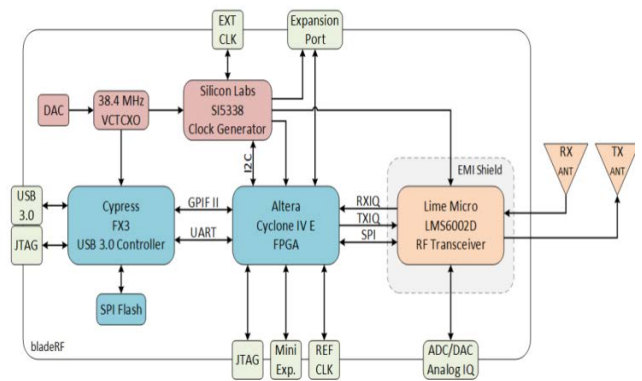 EXT
CLK
Expansion
Port
DAC
38.4 MHz
VCTCXO
Silicon Labs
SI5338
Clock Generator
I2C
EMI Shield
RX
ANT
TX
ANT
USB
3.0
JTAG
Cypress
FX3
USB 3.0 Controller
GPIF II
UART
Altera
Cyclone IV E
FPGA
RXIQ
TXIQ
SPI
Lime Micro
LMS6002D
RF Transceiver
SPI Flash
bladeRF
JTAG
Mini
Exp.
REF
CLK
ADC/DAC
Analog IQ